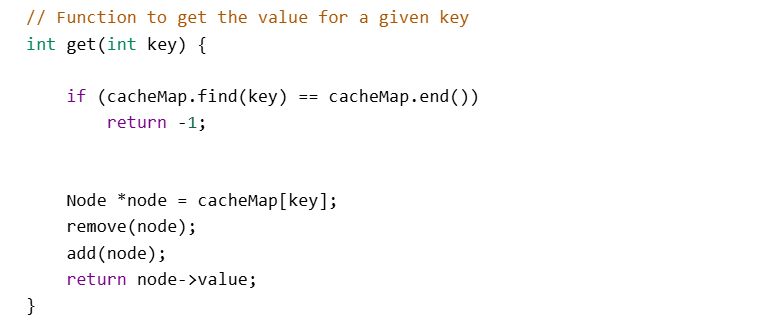 // Function to get the value for a given key
int get(int key) {
if (cacheMap.find(key) == cacheMap.end())
return -1;
Node *node = cacheMap[key];
remove(node);
add(node);
return node->value;
}